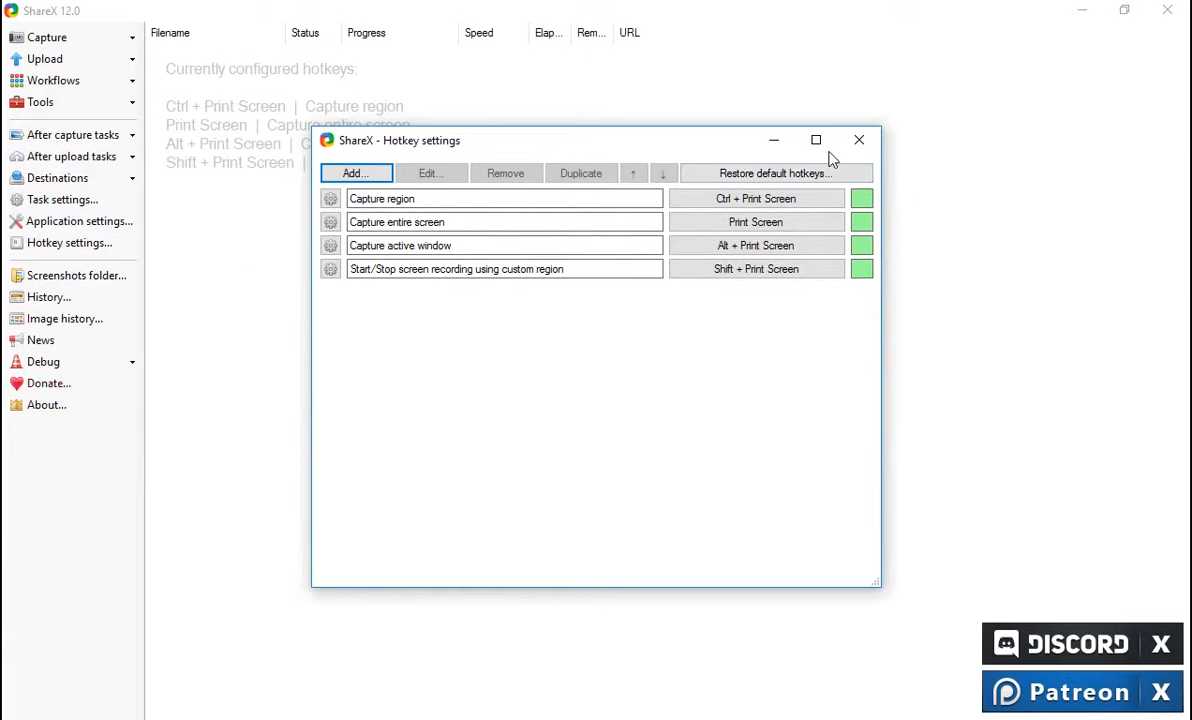 ShareX 12.0
Capture
Upload
Workflows
Tools
After capture tasks
After upload tasks
Destinations
Task settings...
Application settings...
Hotkey settings...
Screenshots folder...
History...
Image history...
News
Debug
Donate...
About...
Filename Status Progress Speed Elap... Rem... URL
Currently configured hotkeys:
Ctrl + Print Screen | Capture region
Print Screen | Capture entire screen
Alt + Print Screen | C
Shift + Print Screen |
ShareX - Hotkey settings
Add... Edit... Remove Duplicate ↑ ↓ Restore default hotkeys...
Capture region Ctrl + Print Screen
Capture entire screen Print Screen
Capture active window Alt + Print Screen
Start/Stop screen recording using custom region Shift + Print Screen
DISCORD X
Patreon X